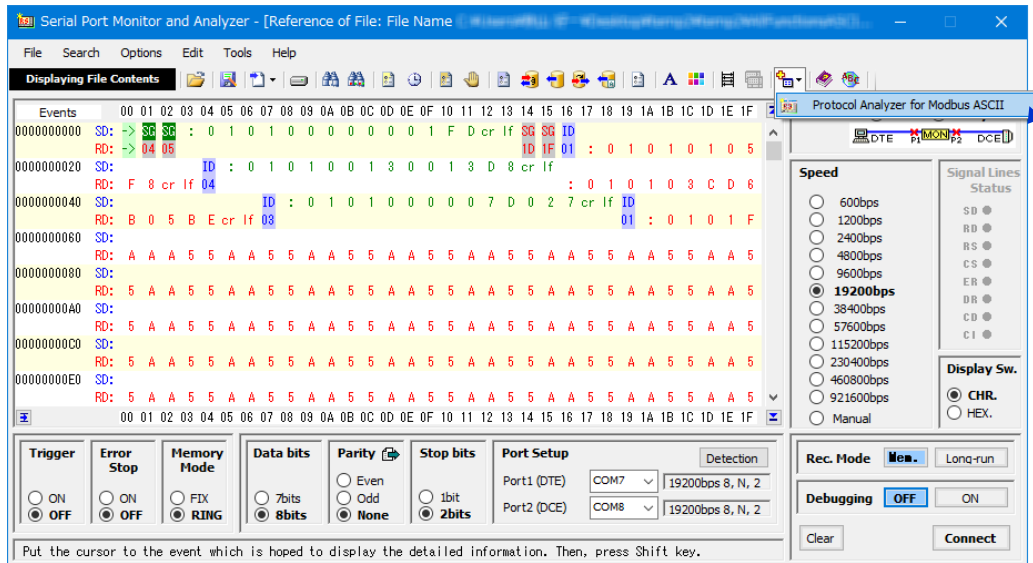 Serial Port Monitor and Analyzer - [Reference of File: File Name
File Search Options Edit Tools Help
Displaying File Contents
Protocol Analyzer for Modbus ASCII
Events 00 01 02 03 04 05 06 07 08 09 0A 0B 0C 0D 0E 0F 10 11 12 13 14 15 16 17 18 19 1A 1B 1C 1D 1E 1F
0000000000 SD: -> SG SG : 0 1 0 1 0 0 0 0 0 0 1 F D cr lf SG SG ID
RD: -> 04 05 1D 1F 01 : 0 1 0 1 0 1 0 5
0000000020 SD: ID : 0 1 0 1 0 0 1 3 0 0 1 3 D 8 cr lf
RD: F 8 cr lf 04 : 0 1 0 1 0 3 C D 6
0000000040 SD: ID : 0 1 0 1 0 0 0 0 0 7 D 0 2 7 cr lf ID
RD: B 0 5 B E cr lf 03 01 : 0 1 0 1 F
0000000060 SD:
RD: A A A 5 5 A A 5 5 A A 5 5 A A 5 5 A A 5 5 A A 5 5 A A 5 5 A A 5
0000000080 SD:
RD: 5 A A 5 5 A A 5 5 A A 5 5 A A 5 5 A A 5 5 A A 5 5 A A 5 5 A A 5
00000000A0 SD:
RD: 5 A A 5 5 A A 5 5 A A 5 5 A A 5 5 A A 5 5 A A 5 5 A A 5 5 A A 5
00000000C0 SD:
RD: 5 A A 5 5 A A 5 5 A A 5 5 A A 5 5 A A 5 5 A A 5 5 A A 5 5 A A 5
00000000E0 SD:
RD: 5 A A 5 5 A A 5 5 A A 5 5 A A 5 5 A A 5 5 A A 5 5 A A 5 5 A A 5
00 01 02 03 04 05 06 07 08 09 0A 0B 0C 0D 0E 0F 10 11 12 13 14 15 16 17 18 19 1A 1B 1C 1D 1E 1F
DTE P1 MON P2 DCE
Speed
600bps
1200bps
2400bps
4800bps
9600bps
19200bps
38400bps
57600bps
115200bps
230400bps
460800bps
921600bps
Manual
Signal Lines
Status
SD
RD
RS
CS
ER
DR
CD
CI
Display Sw.
CHR.
HEX.
Trigger
ON
OFF
Error
Stop
ON
OFF
Memory
Mode
FIX
RING
Data bits
7bits
8bits
Parity
Even
Odd
None
Stop bits
1bit
2bits
Port Setup Detection
Port1 (DTE) COM7 19200bps 8, N, 2
Port2 (DCE) COM8 19200bps 8, N, 2
Rec. Mode Mem. Long-run
Debugging OFF ON
Clear Connect
Put the cursor to the event which is hoped to display the detailed information. Then, press Shift key.